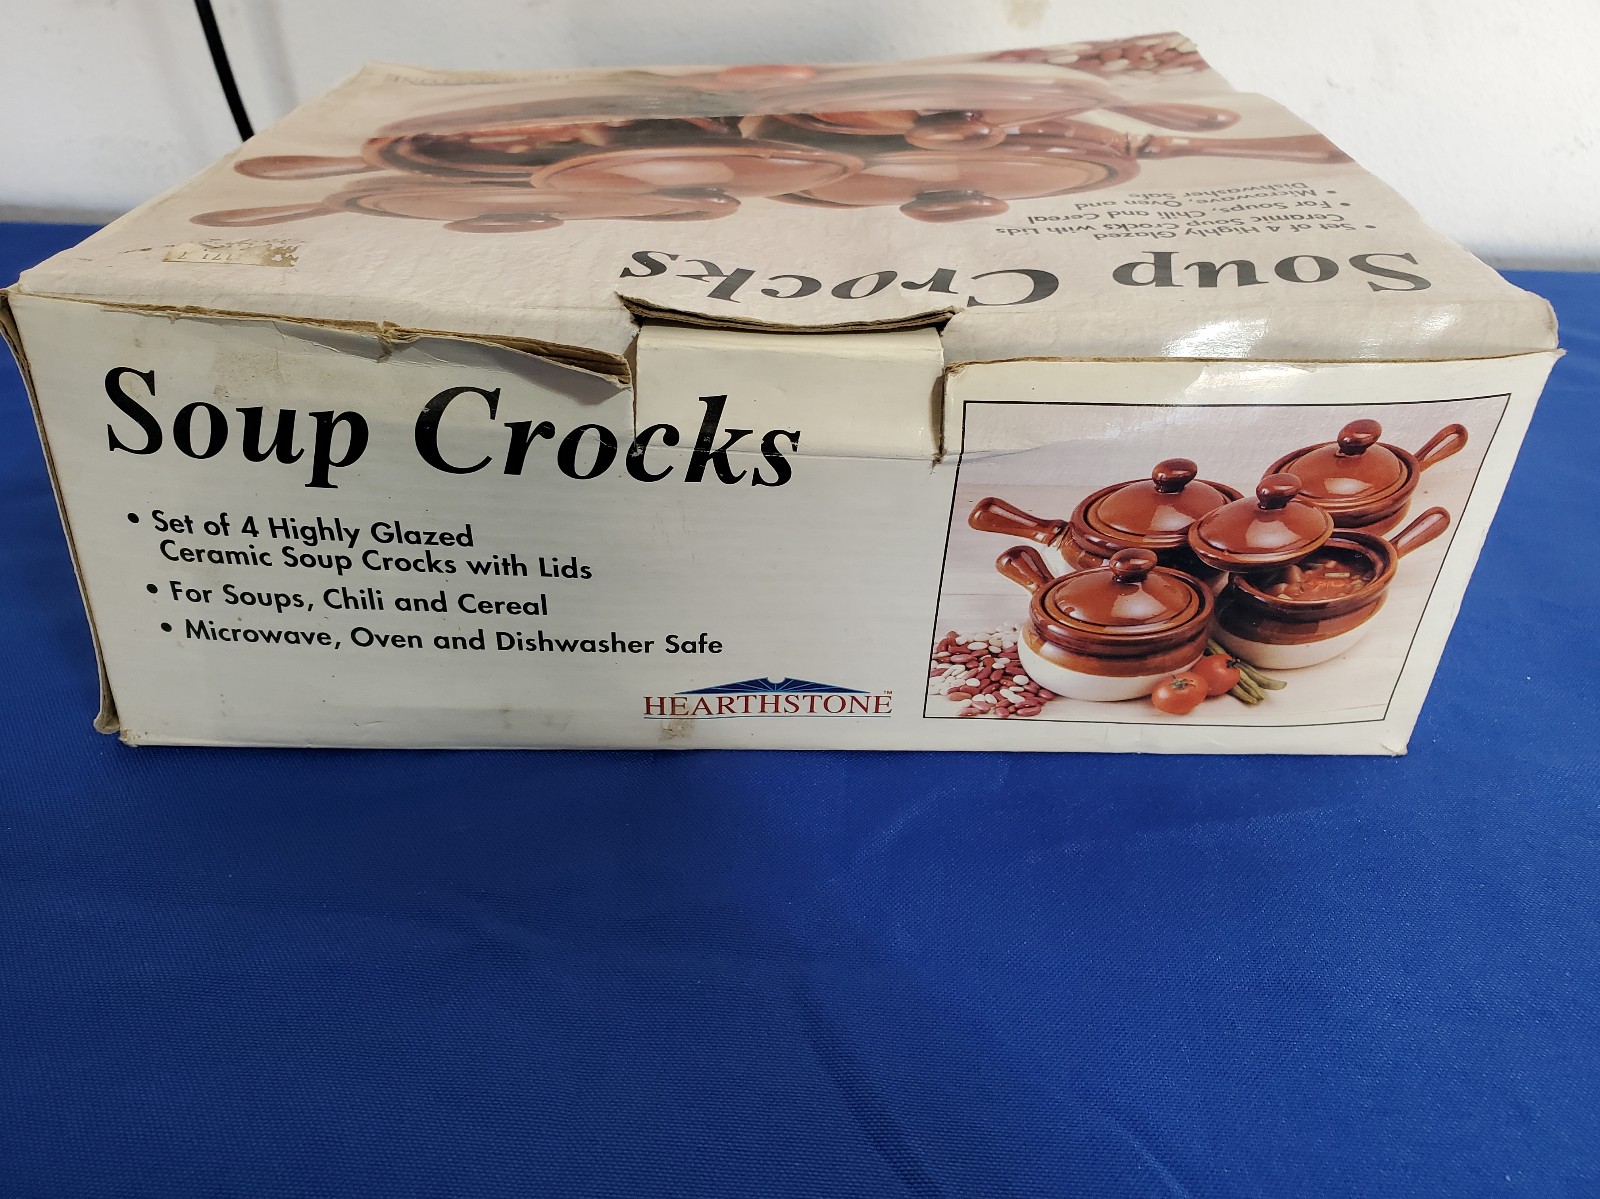 Soup Crocks
• Set of 4 Highly Glazed
Ceramic Soup Crocks with Lids
• For Soups, Chili and Cereal
• Microwave, Oven and
Dishwasher Safe
Soup Crocks
• Set of 4 Highly Glazed
Ceramic Soup Crocks with Lids
• For Soups, Chili and Cereal
• Microwave, Oven and Dishwasher Safe
HEARTHSTONE™